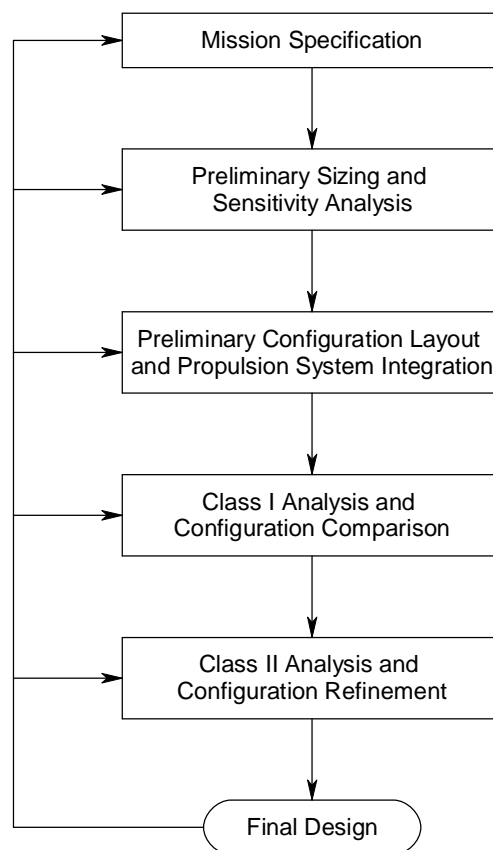 Mission Specification
Preliminary Sizing and
Sensitivity Analysis
Preliminary Configuration Layout
and Propulsion System Integration
Class I Analysis and
Configuration Comparison
Class II Analysis and
Configuration Refinement
Final Design